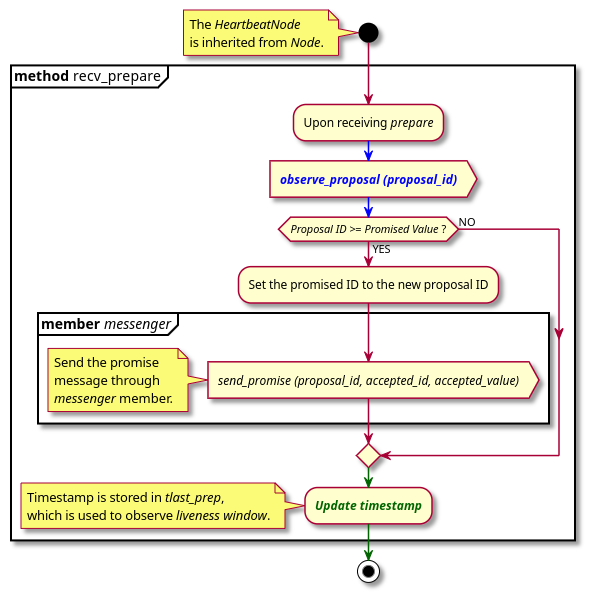 The HeartbeatNode
is inherited from Node.
method recv_prepare
Upon receiving prepare
observe_proposal (proposal_id)
Proposal ID >= Promised Value ?
NO
YES
Set the promised ID to the new proposal ID
member messenger
Send the promise
message through
messenger member.
send_promise (proposal_id, accepted_id, accepted_value)
Timestamp is stored in tlast_prep,
which is used to observe liveness window.
Update timestamp